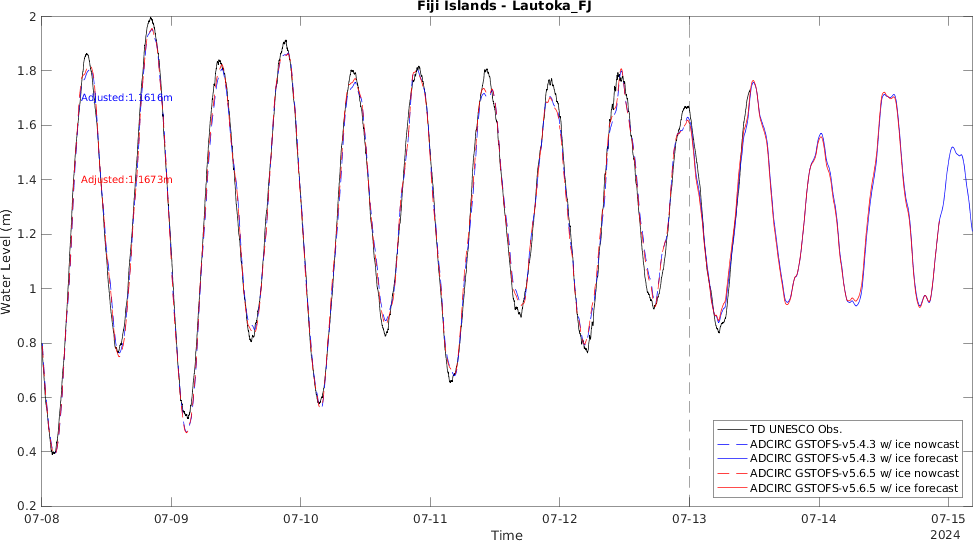 Fiji Islands - Lautoka_FJ
2
1.8
1.6
1.4
1.2
1
0.8
0.6
0.4
0.2
Water Level (m)
Adjusted:1.1616m
Adjusted:1.1673m
TD UNESCO Obs.
ADCIRC GSTOFS-v5.4.3 w/ ice nowcast
ADCIRC GSTOFS-v5.4.3 w/ ice forecast
ADCIRC GSTOFS-v5.6.5 w/ ice nowcast
ADCIRC GSTOFS-v5.6.5 w/ ice forecast
07-08 07-09 07-10 07-11 07-12 07-13 07-14 07-15
Time 2024